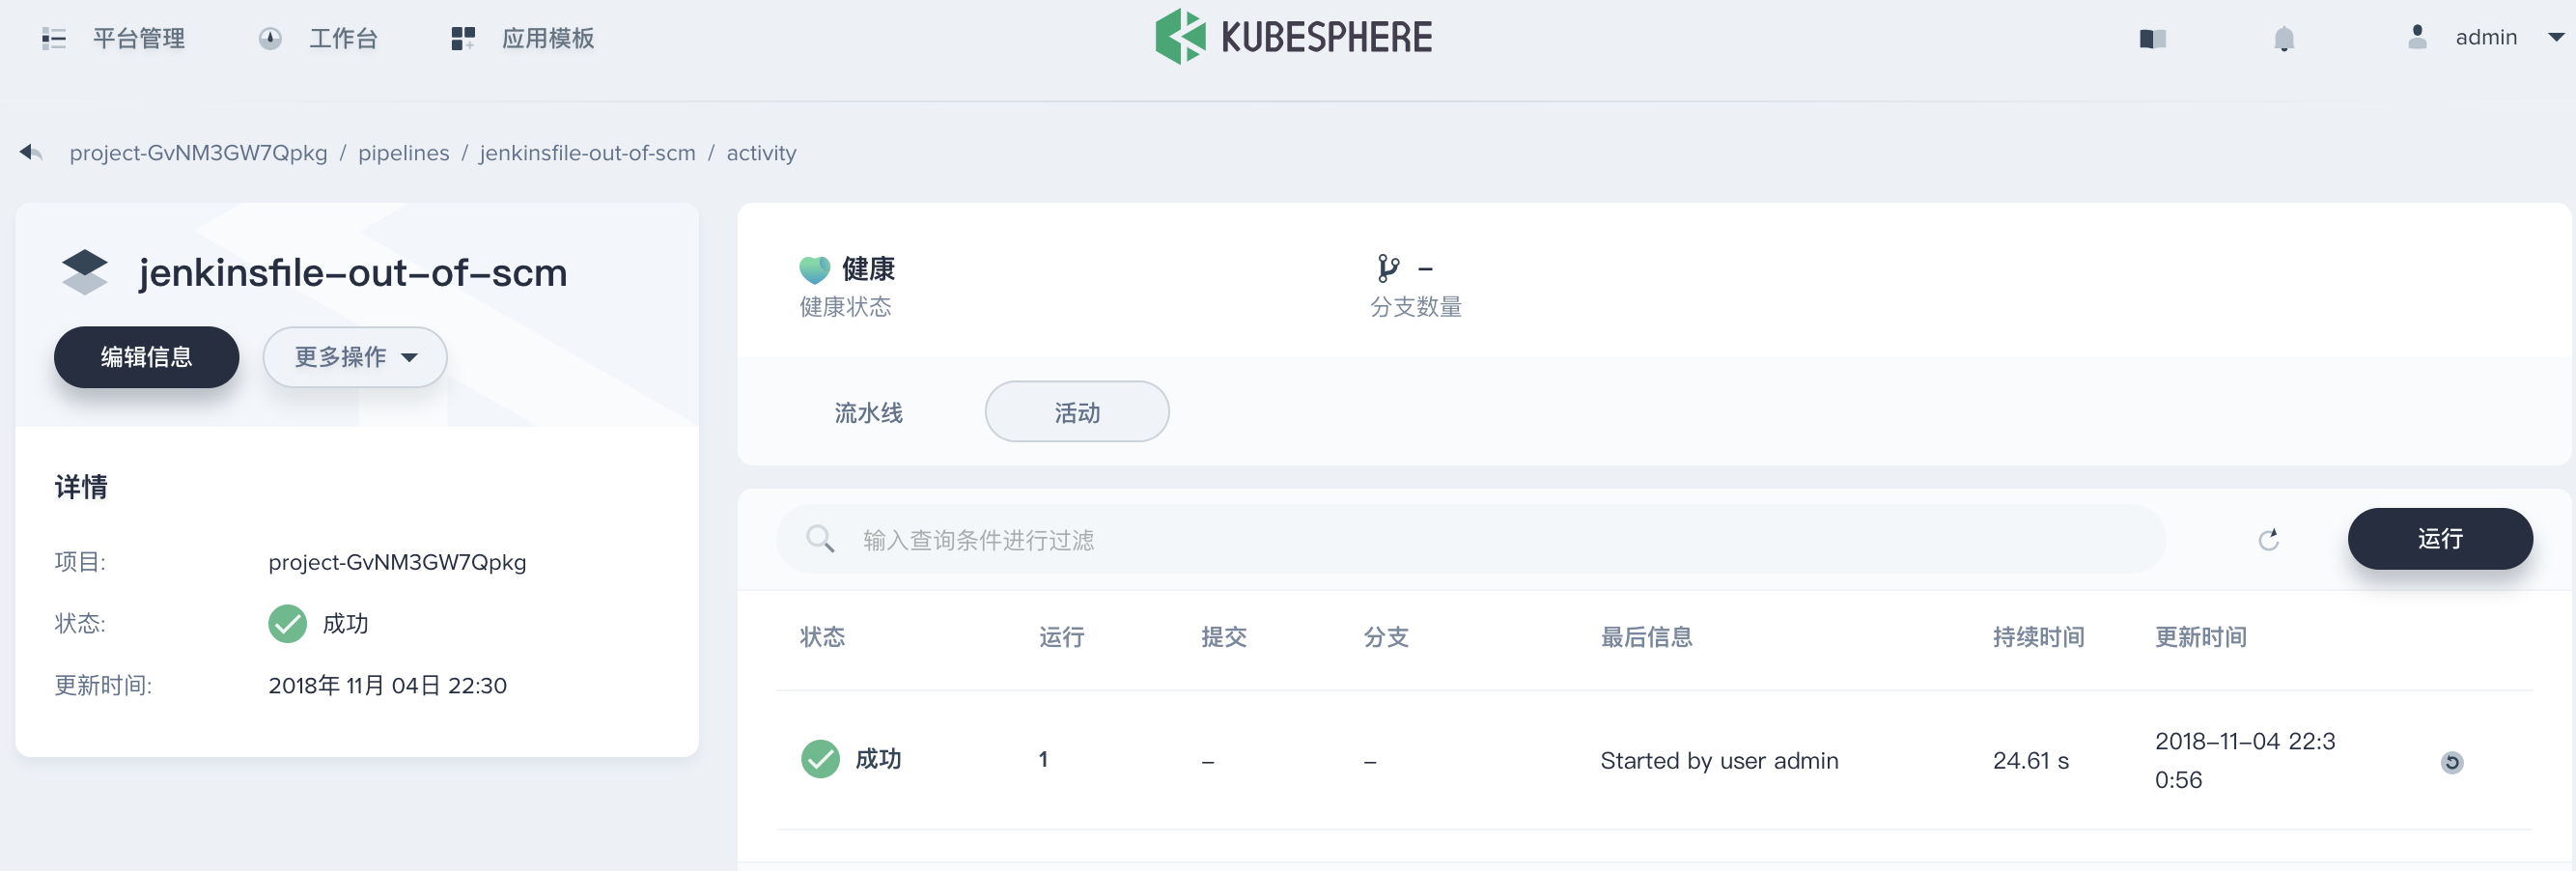 平台管理
工作台
应用模板
KUBESPHERE
admin
project-GvNM3GW7Qpkg / pipelines / jenkinsfile-out-of-scm / activity
jenkinsfile-out-of-scm
编辑信息
更多操作
详情
项目: project-GvNM3GW7Qpkg
状态: 成功
更新时间: 2018年 11月 04日 22:30
健康
健康状态
–
分支数量
流水线
活动
输入查询条件进行过滤
运行
状态 运行 提交 分支 最后信息 持续时间 更新时间
成功 1 – – Started by user admin 24.61 s 2018-11-04 22:3
0:56